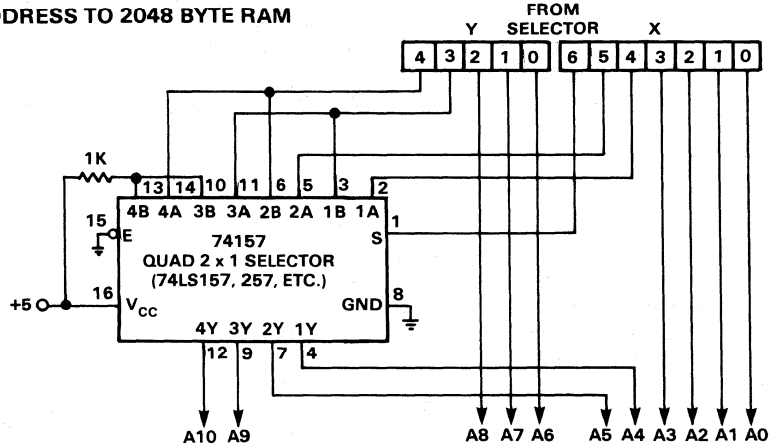 DDRESS TO 2048 BYTE RAM
FROM
Y SELECTOR X
4 3 2 1 0 6 5 4 3 2 1 0
1K
13 14 10 11 6 5 3 2
4B 4A 3B 3A 2B 2A 1B 1A
15 E 1
74157 S
QUAD 2 x 1 SELECTOR
(74LS157, 257, ETC.)
+5 16 VCC GND 8
4Y 3Y 2Y 1Y
12 9 7 4
A10 A9 A8 A7 A6 A5 A4 A3 A2 A1 A0